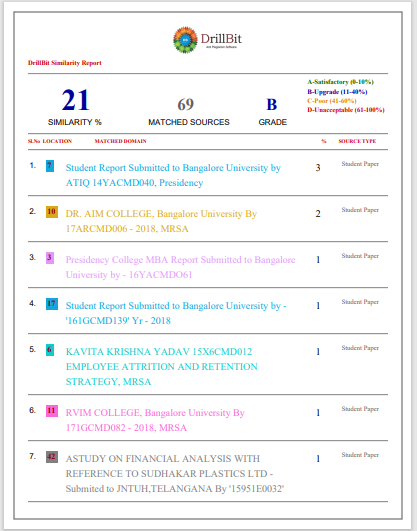 DrillBit
Anti-Plagiarism Software
DrillBit Similarity Report
A-Satisfactory (0-10%)
B-Upgrade (11-40%)
C-Poor (41-60%)
D-Unacceptable (61-100%)
21 69 B
SIMILARITY % MATCHED SOURCES GRADE
SI.No LOCATION MATCHED DOMAIN % SOURCE TYPE
1. 7 Student Report Submitted to Bangalore University by 3 Student Paper
ATIQ 14YACMD040, Presidency
2. 10 DR. AIM COLLEGE, Bangalore University By 2 Student Paper
17ARCMD006 - 2018, MRSA
3. 3 Presidency College MBA Report Submitted to Bangalore 1 Student Paper
University by - 16YACMDO61
4. 17 Student Report Submitted to Bangalore University by - 1 Student Paper
'161GCMD139' Yr - 2018
5. 6 KAVITA KRISHNA YADAV 15X6CMD012 1 Student Paper
EMPLOYEE ATTRITION AND RETENTION
STRATEGY, MRSA
6. 11 RVIM COLLEGE, Bangalore University By 1 Student Paper
171GCMD082 - 2018, MRSA
7. 42 ASTUDY ON FINANCIAL ANALYSIS WITH 1 Student Paper
REFERENCE TO SUDHAKAR PLASTICS LTD -
Submited to JNTUH,TELANGANA By '15951E0032'